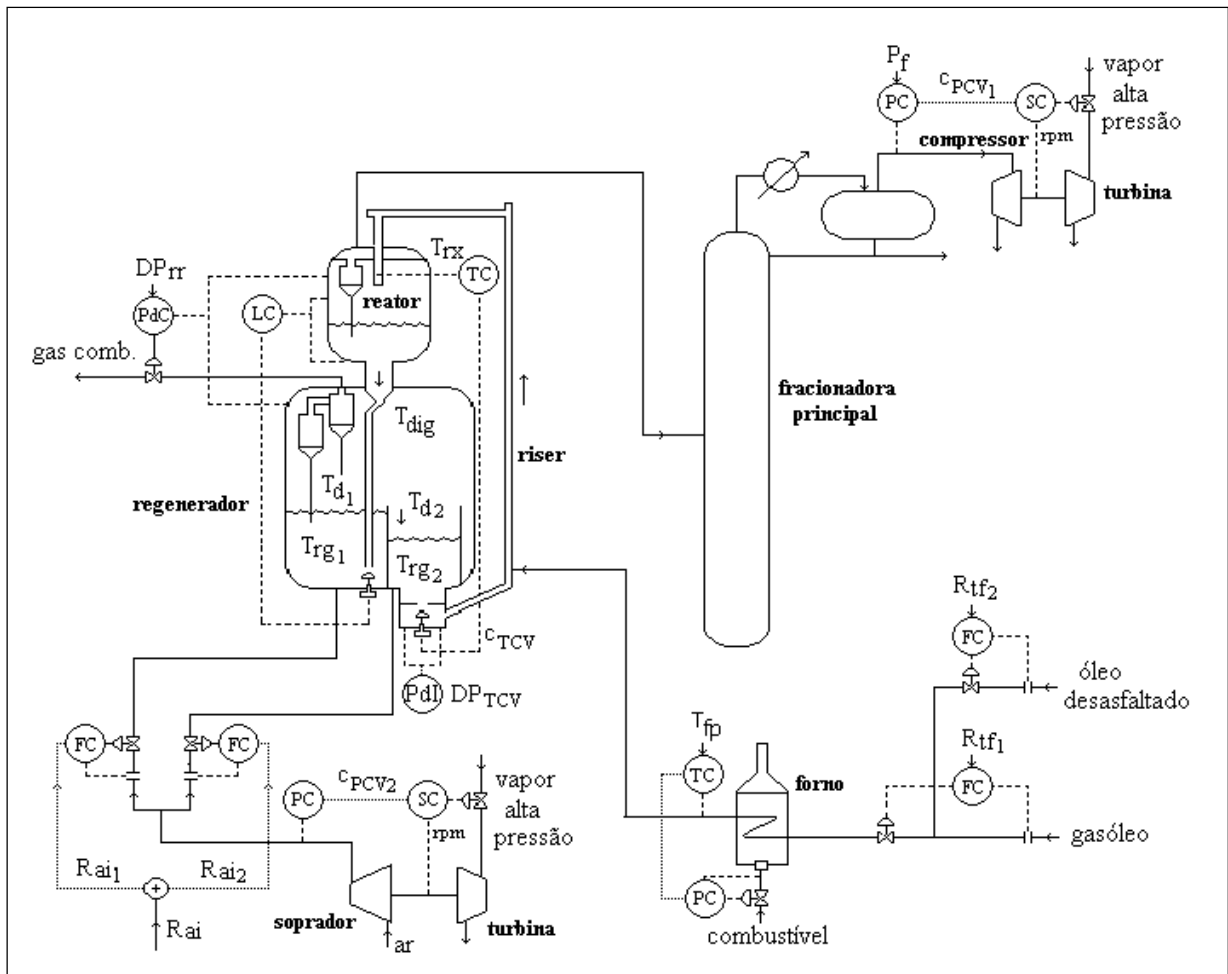 P_f
vapor
alta
pressão
PC
c_PCV1
SC
rpm
compressor
turbina
T_rx
TC
DP_rr
PdC
LC
reator
gas comb.
T_dig
fracionadora
principal
riser
regenerador
T_d1
T_d2
T_rg1
T_rg2
R_tf2
FC
c_TCV
óleo
desasfaltado
PdI
DP_TCV
T_fp
R_tf1
FC
FC
vapor
alta
pressão
TC
forno
FC
PC
c_PCV2
SC
rpm
gasóleo
R_ai1
R_ai2
+
PC
R_ai
soprador
ar
turbina
combustível